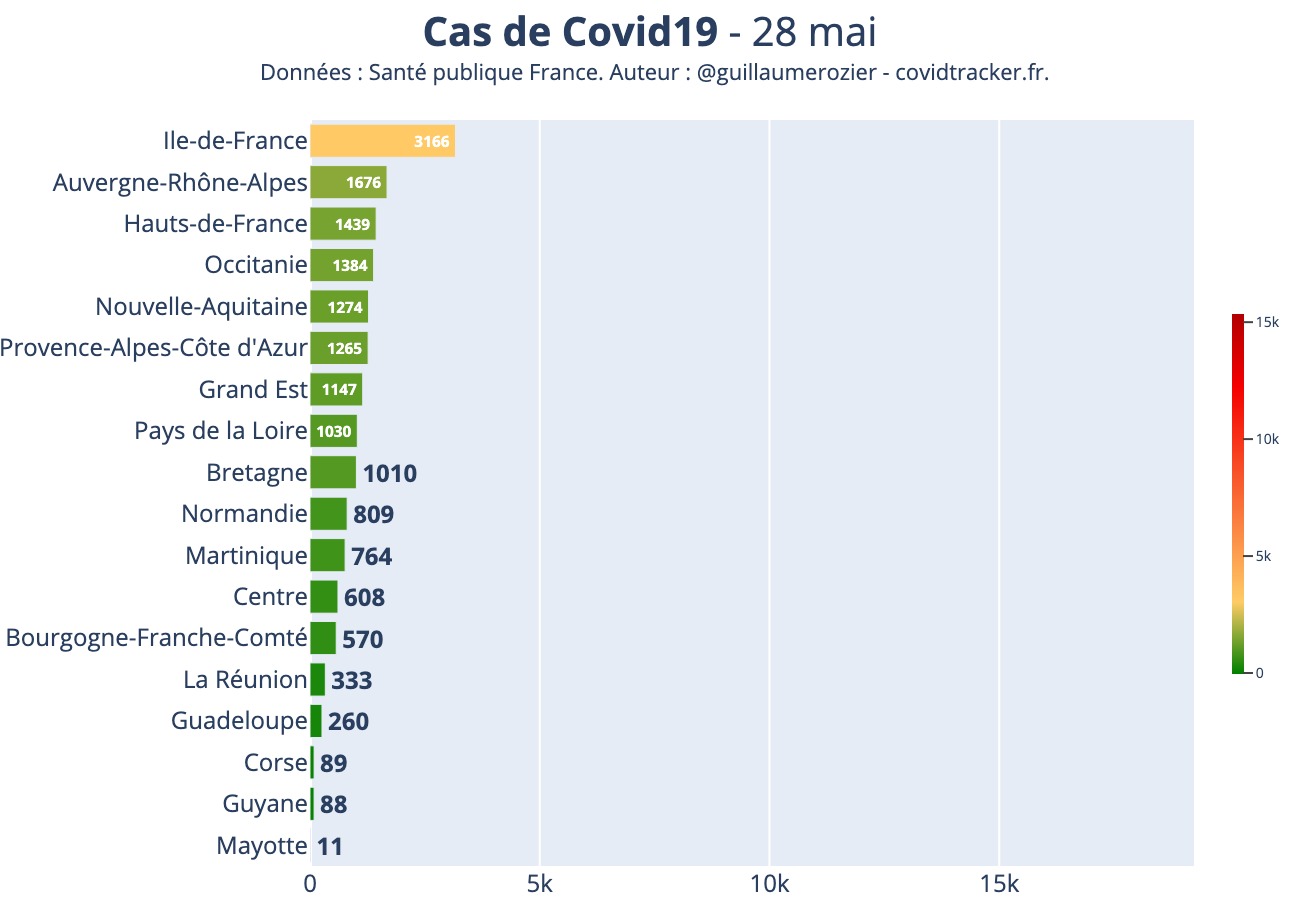 Cas de Covid19 - 28 mai
Données : Santé publique France. Auteur : @guillaumerozier - covidtracker.fr.
Ile-de-France 3166
Auvergne-Rhône-Alpes 1676
Hauts-de-France 1439
Occitanie 1384
Nouvelle-Aquitaine 1274
Provence-Alpes-Côte d'Azur 1265
Grand Est 1147
Pays de la Loire 1030
Bretagne 1010
Normandie 809
Martinique 764
Centre 608
Bourgogne-Franche-Comté 570
La Réunion 333
Guadeloupe 260
Corse 89
Guyane 88
Mayotte 11
0 5k 10k 15k
15k
10k
5k
0